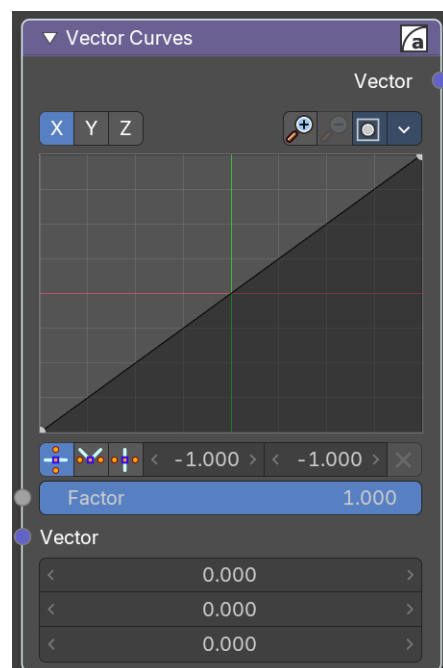 Vector Curves
a
Vector
X Y Z
-1.000 -1.000
Factor 1.000
Vector
0.000
0.000
0.000